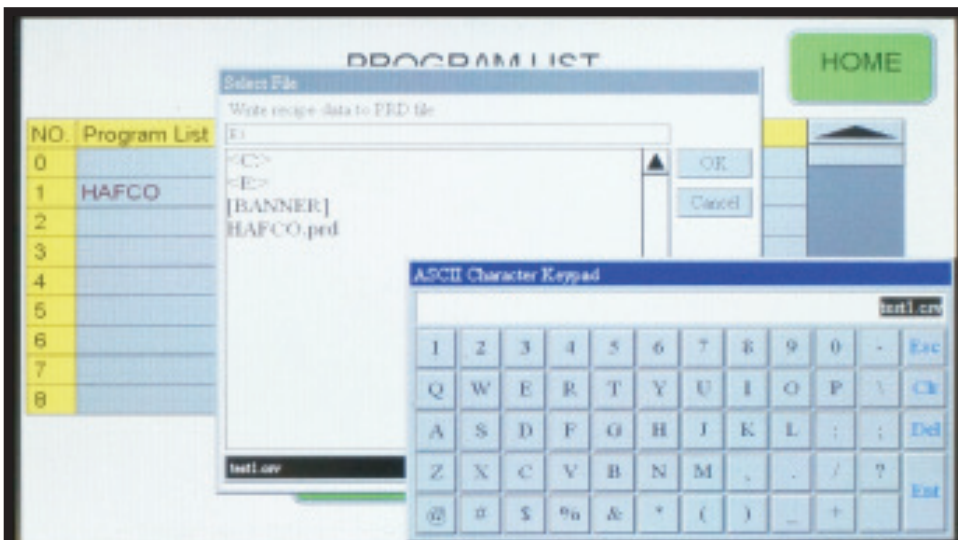 PROGRAM LIST
HOME
Select File
Write recipe data to PRD file
E:\
<C:>
<E:>
[BANNER]
HAFCO.prd
OK
Cancel
NO. Program List
0
1 HAFCO
2
3
4
5
6
7
8
test1.csv
ASCII Character Keypad
test1.csv
1 2 3 4 5 6 7 8 9 0 - Esc
Q W E R T Y U I O P \ Clr
A S D F G H J K L : ; Del
Z X C V B N M , . / ? Ent
@ # $ % & * ( ) _ +